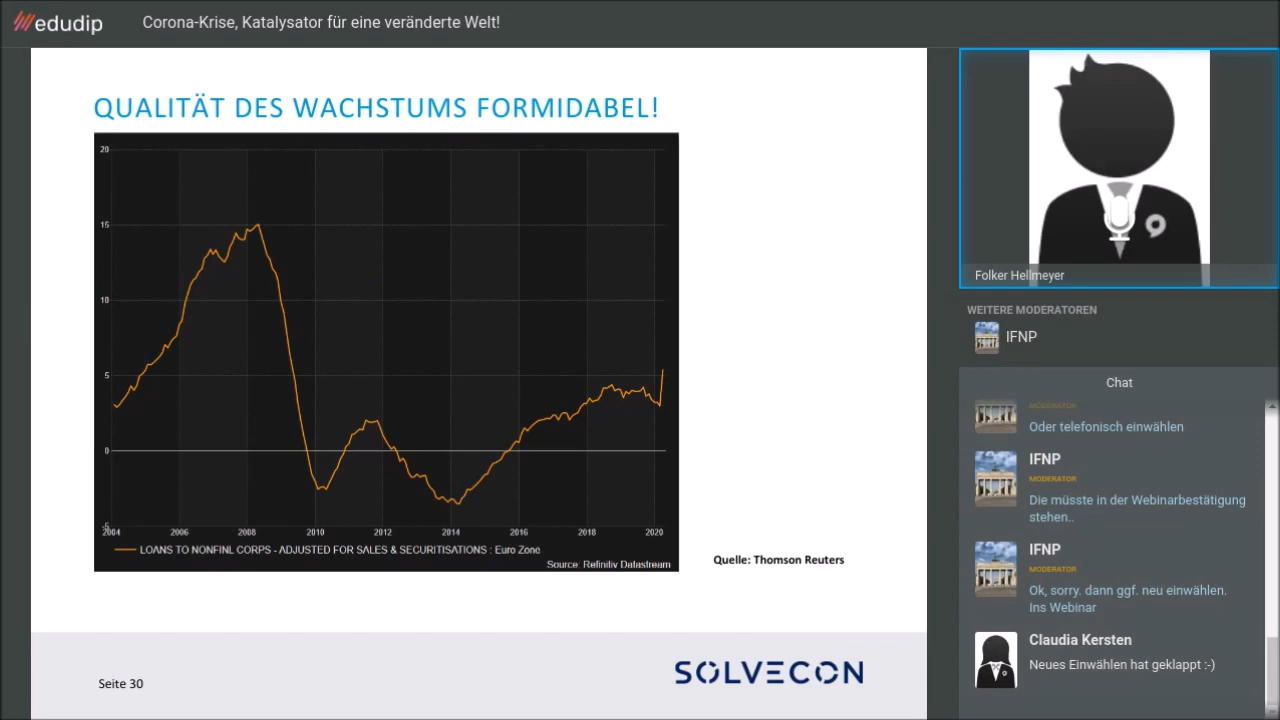 edudip
Corona-Krise, Katalysator für eine veränderte Welt!
QUALITÄT DES WACHSTUMS FORMIDABEL!
20
15
10
5
0
-5
2004 2006 2008 2010 2012 2014 2016 2018 2020
LOANS TO NONFINL CORPS - ADJUSTED FOR SALES & SECURITISATIONS : Euro Zone
Source: Refinitiv Datastream
Quelle: Thomson Reuters
Seite 30
SOLVECON
Folker Hellmeyer
WEITERE MODERATOREN
IFNP
Chat
MODERATOR
Oder telefonisch einwählen
IFNP
MODERATOR
Die müsste in der Webinarbestätigung
stehen..
IFNP
MODERATOR
Ok, sorry. dann ggf. neu einwählen.
Ins Webinar
Claudia Kersten
Neues Einwählen hat geklappt :-)